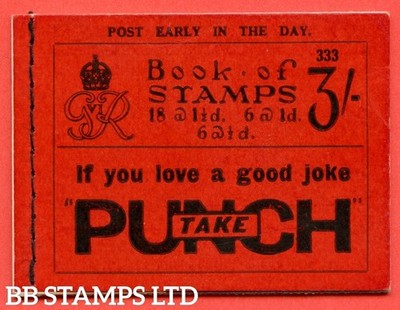 POST EARLY IN THE DAY.
333
GVIR
Book of
STAMPS
3/-
18 @ 1½d. 6 @ 1d.
6 @ ½d.
If you love a good joke
"PUNCH"
TAKE
BB STAMPS LTD